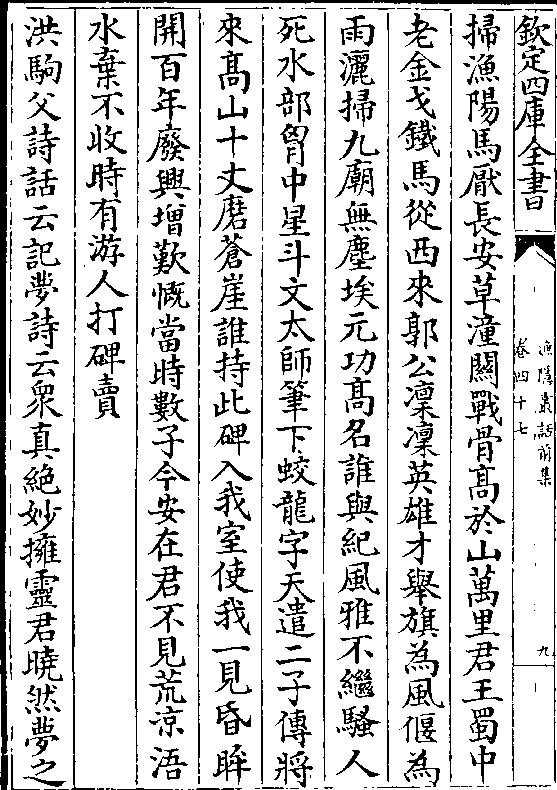 欽定四庫全書
漁隱叢話前集
卷四十七
九
掃漁陽馬厭長安草潼關戰骨髙於山萬里君王蜀中
老金戈鐵馬從西來郭公凜凜英雄才舉旗為風偃為
雨灑掃九廟無塵埃元功髙名誰與紀風雅不繼騷人
死水部胷中星斗文太師筆下蛟龍字天遣二子傳將
來髙山十丈磨蒼崖誰持此碑入我室使我一見昏眸
開百年廢興增歎慨當時數子今安在君不見荒涼浯
水棄不收時有游人打碑賣
洪駒父詩話云記夢詩云衆真絶妙擁靈君曉然夢之